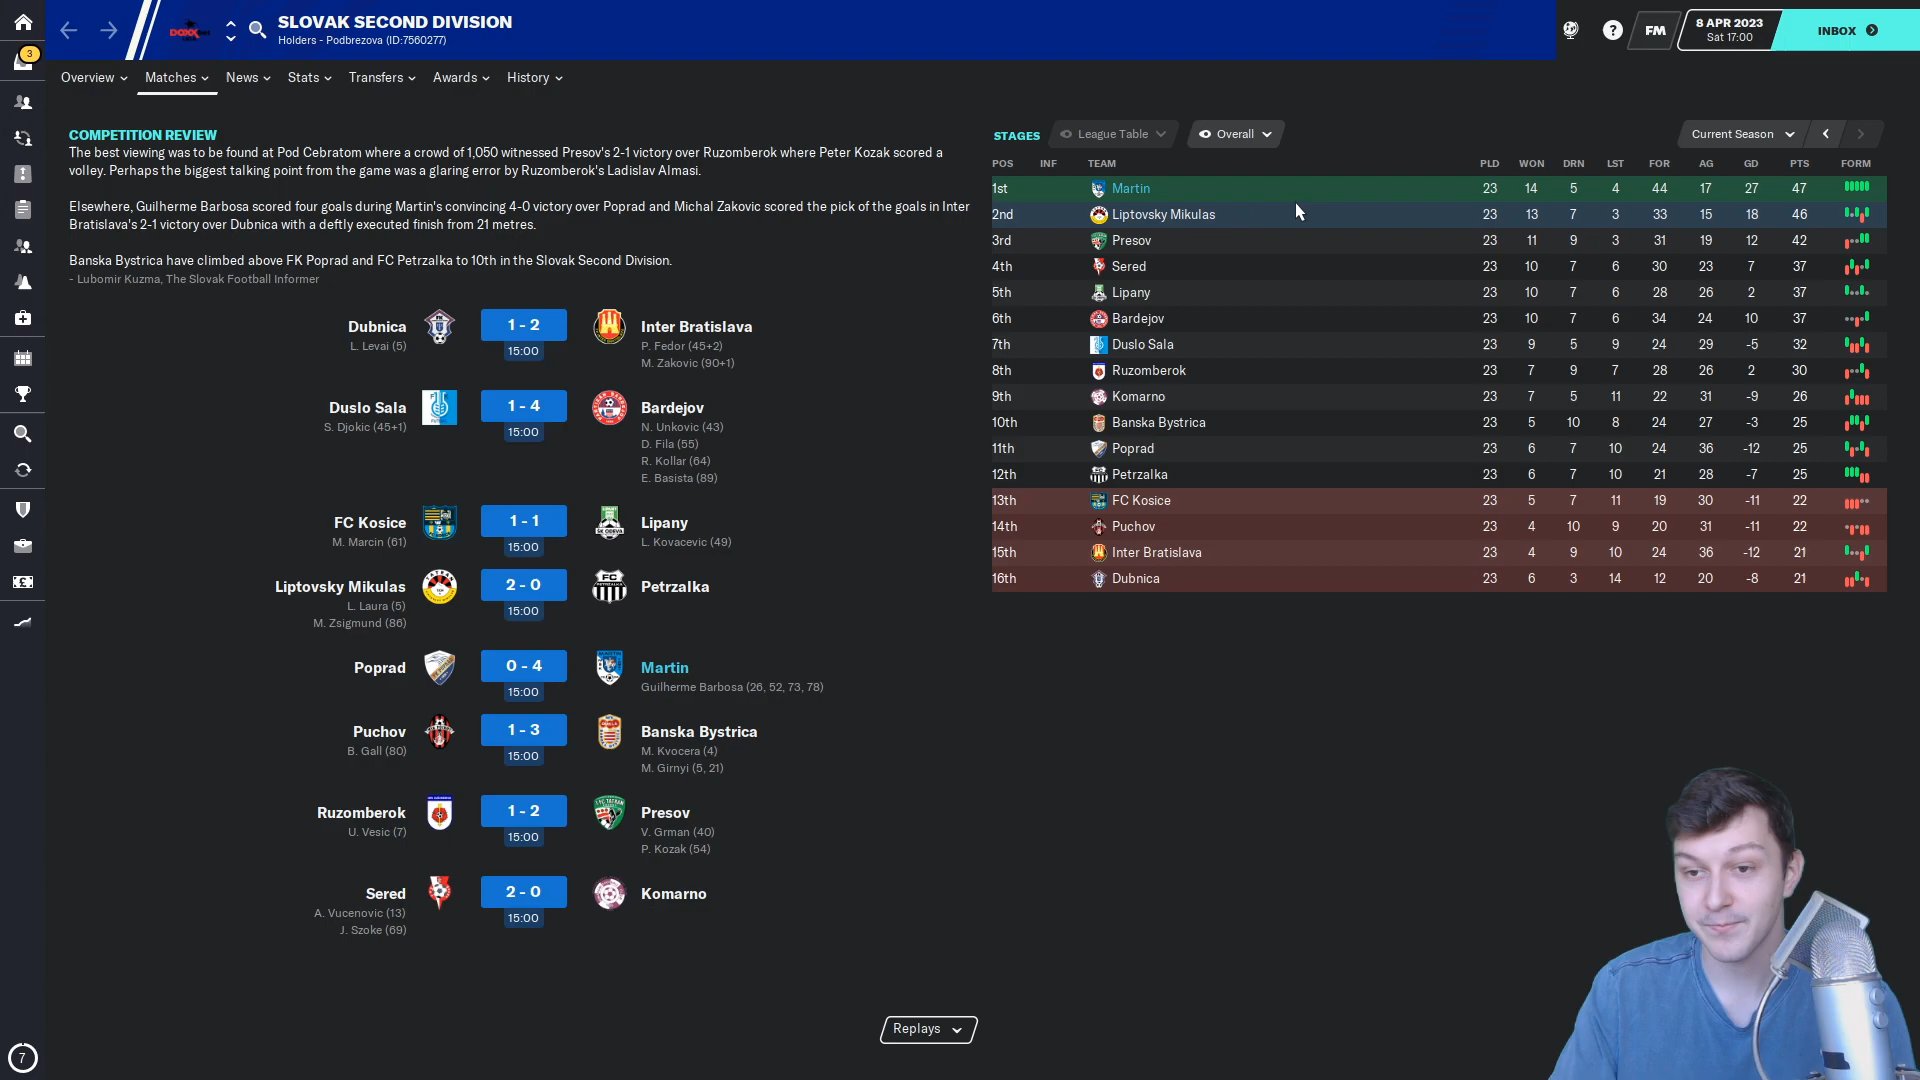 3
SLOVAK SECOND DIVISION
Holders - Podbrezova (ID:7560277)
?
FM
8 APR 2023
Sat 17:00
INBOX
Overview Matches News Stats Transfers Awards History
COMPETITION REVIEW
The best viewing was to be found at Pod Cebratom where a crowd of 1,050 witnessed Presov's 2-1 victory over Ruzomberok where Peter Kozak scored a
volley. Perhaps the biggest talking point from the game was a glaring error by Ruzomberok's Ladislav Almasi.
Elsewhere, Guilherme Barbosa scored four goals during Martin's convincing 4-0 victory over Poprad and Michal Zakovic scored the pick of the goals in Inter
Bratislava's 2-1 victory over Dubnica with a deftly executed finish from 21 metres.
Banska Bystrica have climbed above FK Poprad and FC Petrzalka to 10th in the Slovak Second Division.
- Lubomir Kuzma, The Slovak Football Informer
Dubnica 1 - 2 Inter Bratislava
L. Levai (5) 15:00 P. Fedor (45+2)
M. Zakovic (90+1)
Duslo Sala 1 - 4 Bardejov
S. Djokic (45+1) 15:00 N. Unkovic (43)
D. Fila (55)
R. Kollar (64)
E. Basista (89)
FC Kosice 1 - 1 Lipany
M. Marcin (61) 15:00 L. Kovacevic (49)
Liptovsky Mikulas 2 - 0 Petrzalka
L. Laura (5) 15:00
M. Zsigmund (86)
Poprad 0 - 4 Martin
15:00 Guilherme Barbosa (26, 52, 73, 78)
Puchov 1 - 3 Banska Bystrica
B. Gall (80) 15:00 M. Kvocera (4)
M. Girnyi (5, 21)
Ruzomberok 1 - 2 Presov
U. Vesic (7) 15:00 V. Grman (40)
P. Kozak (54)
Sered 2 - 0 Komarno
A. Vucenovic (13) 15:00
J. Szoke (69)
Replays
7
STAGES League Table Overall Current Season
POS INF TEAM PLD WON DRN LST FOR AG GD PTS FORM
1st Martin 23 14 5 4 44 17 27 47
2nd Liptovsky Mikulas 23 13 7 3 33 15 18 46
3rd Presov 23 11 9 3 31 19 12 42
4th Sered 23 10 7 6 30 23 7 37
5th Lipany 23 10 7 6 28 26 2 37
6th Bardejov 23 10 7 6 34 24 10 37
7th Duslo Sala 23 9 5 9 24 29 -5 32
8th Ruzomberok 23 7 9 7 28 26 2 30
9th Komarno 23 7 5 11 22 31 -9 26
10th Banska Bystrica 23 5 10 8 24 27 -3 25
11th Poprad 23 6 7 10 24 36 -12 25
12th Petrzalka 23 6 7 10 21 28 -7 25
13th FC Kosice 23 5 7 11 19 30 -11 22
14th Puchov 23 4 10 9 20 31 -11 22
15th Inter Bratislava 23 4 9 10 24 36 -12 21
16th Dubnica 23 6 3 14 12 20 -8 21